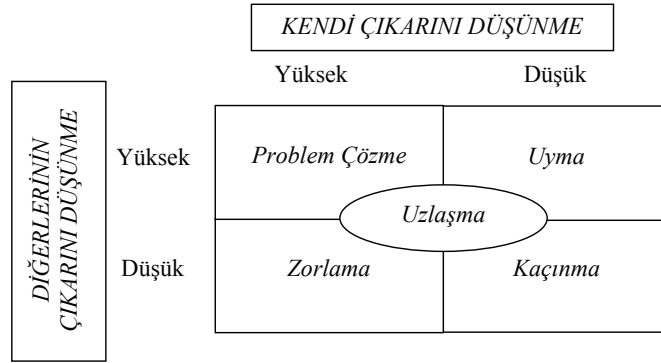 KENDİ ÇIKARINI DÜŞÜNME
Yüksek Düşük
DİĞERLERİNİN
ÇIKARINI DÜŞÜNME
Yüksek Problem Çözme Uyma
Uzlaşma
Düşük Zorlama Kaçınma